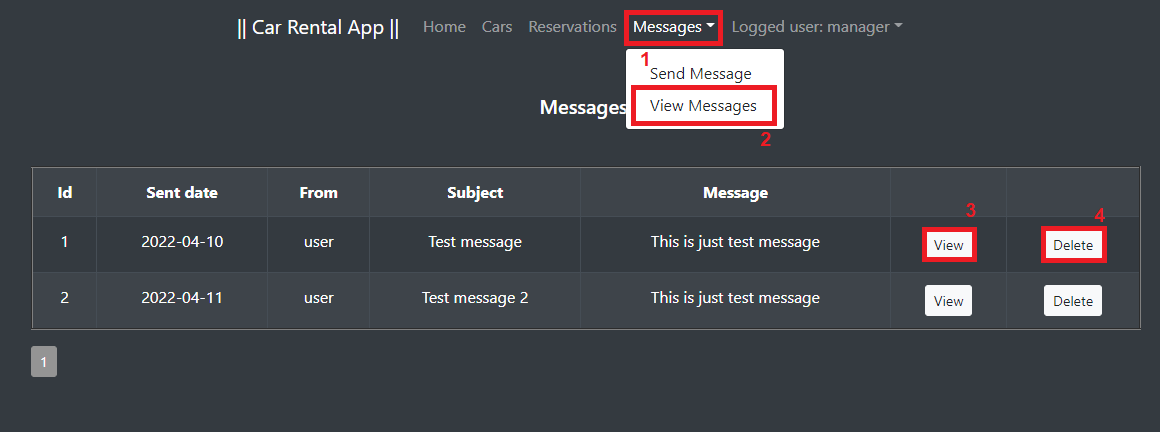 || Car Rental App || Home Cars Reservations Messages Logged user: manager
1
Send Message
View Messages
Messages
2
Id Sent date From Subject Message
3 4
1 2022-04-10 user Test message This is just test message View Delete
2 2022-04-11 user Test message 2 This is just test message View Delete
1